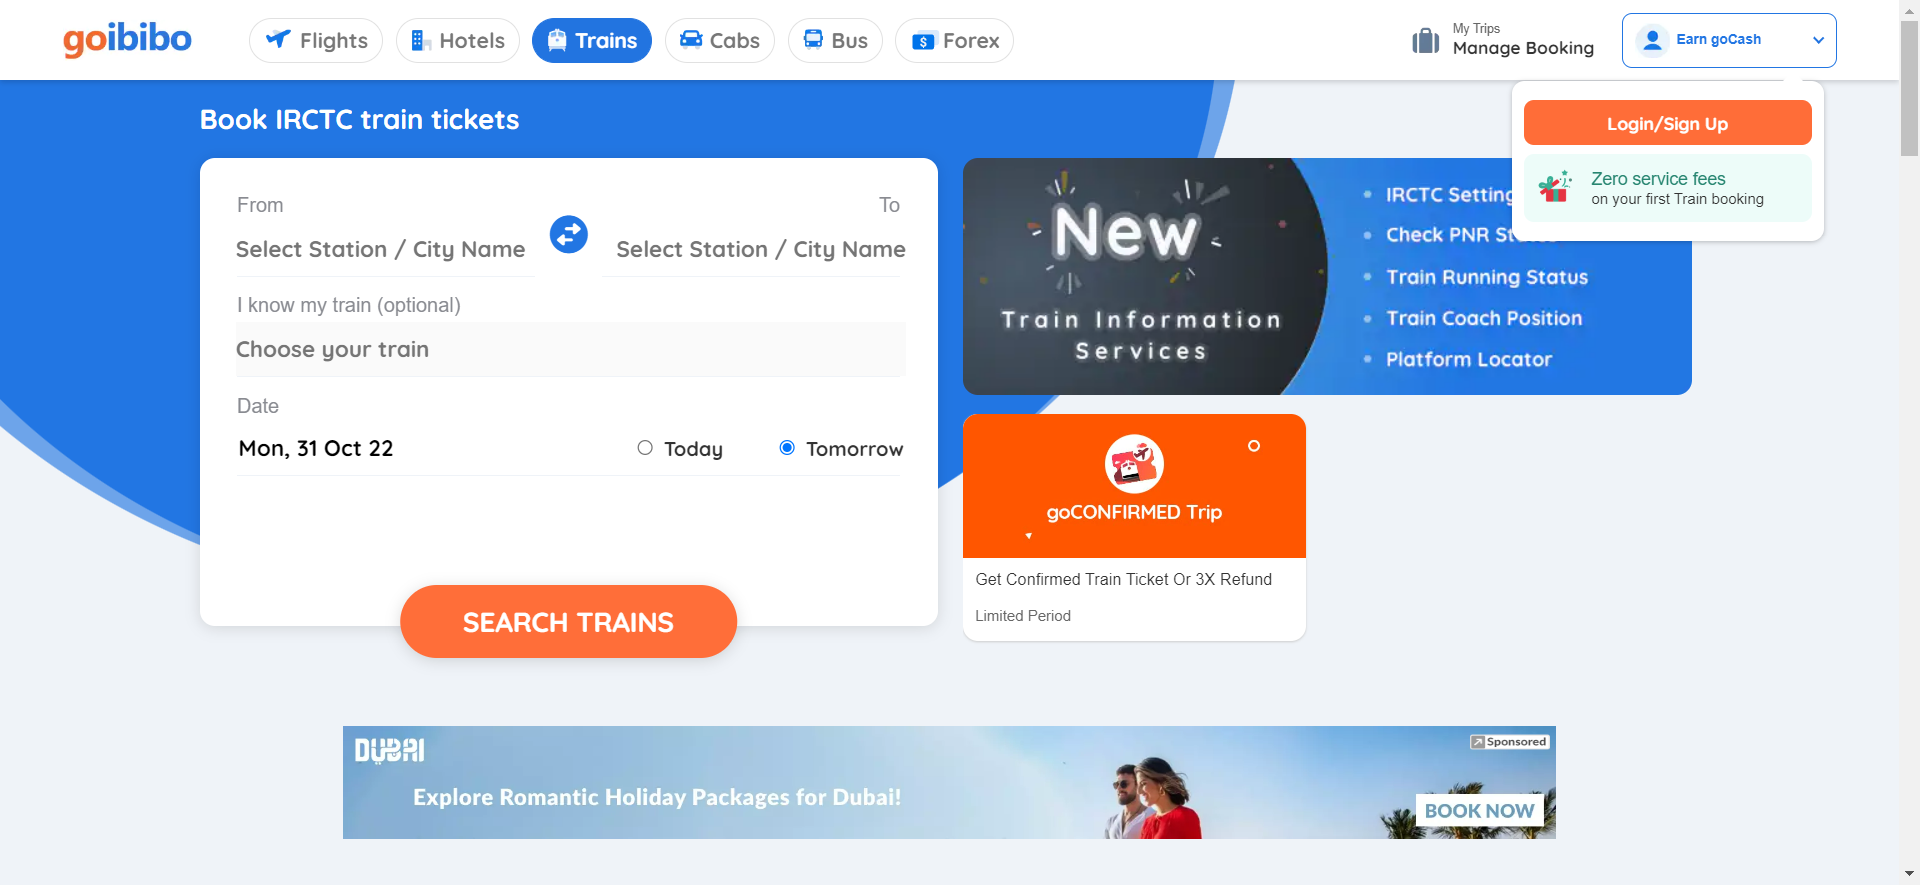 goibibo
Flights
Hotels
Trains
Cabs
Bus
Forex
My Trips
Manage Booking
Earn goCash
Login/Sign Up
Zero service fees
on your first Train booking
Book IRCTC train tickets
From
To
Select Station / City Name
Select Station / City Name
I know my train (optional)
Choose your train
Date
Mon, 31 Oct 22
Today
Tomorrow
SEARCH TRAINS
New
Train Information
Services
IRCTC Setting
Check PNR
Train Running Status
Train Coach Position
Platform Locator
goCONFIRMED Trip
Get Confirmed Train Ticket Or 3X Refund
Limited Period
DUBAI
Sponsored
Explore Romantic Holiday Packages for Dubai!
BOOK NOW